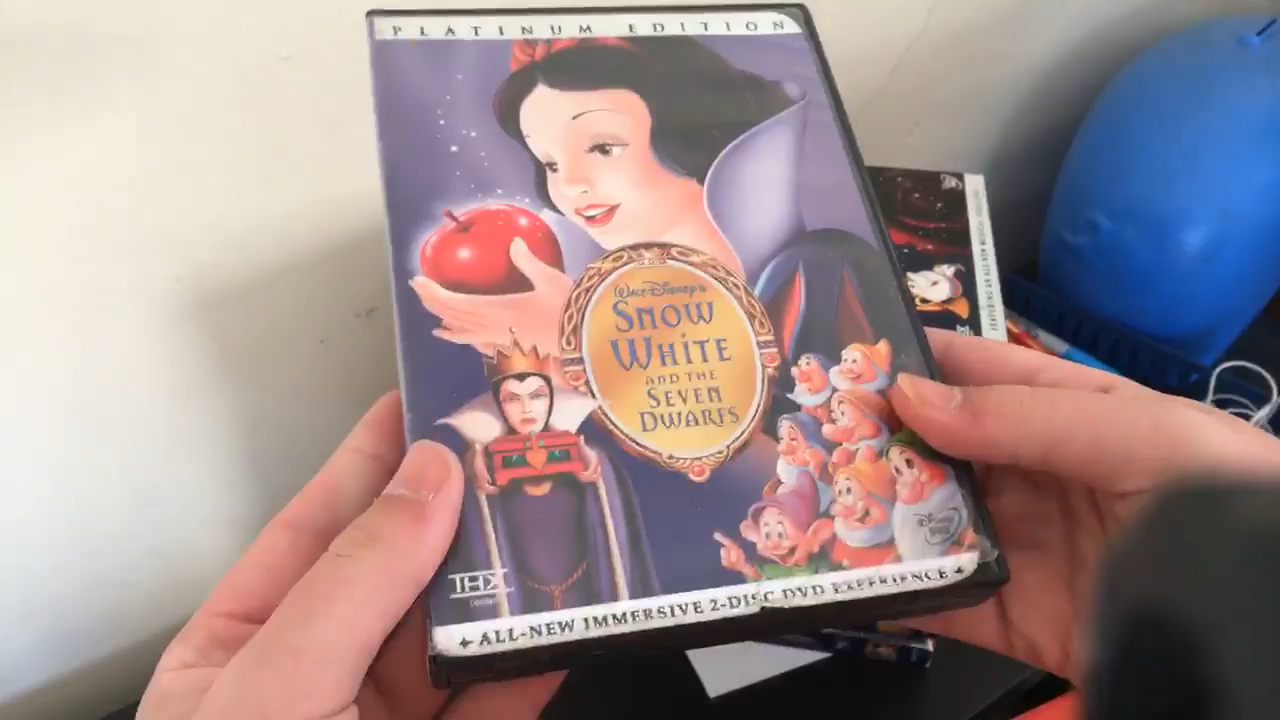 PLATINUM EDITION
Walt Disney's
SNOW
WHITE
AND THE
SEVEN
DWARFS
THX
ALL-NEW IMMERSIVE 2-DISC DVD EXPERIENCE